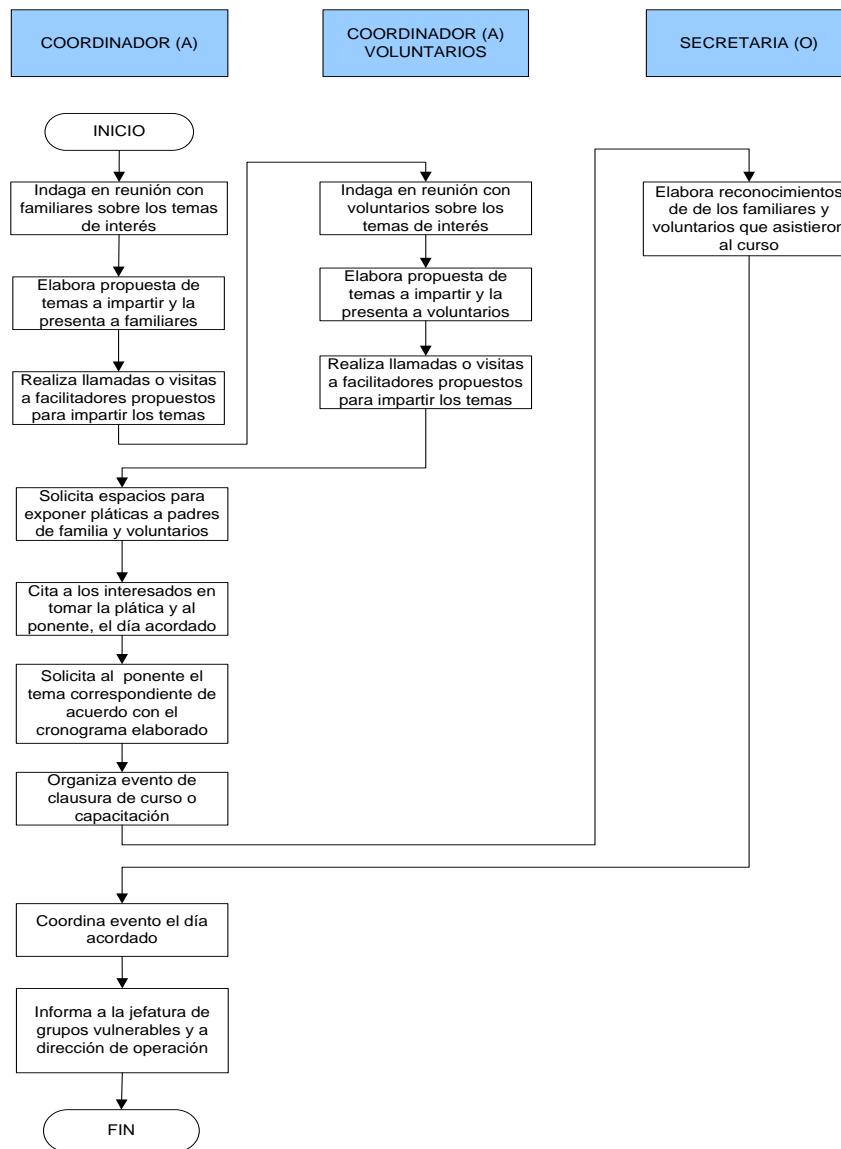 COORDINADOR (A)
COORDINADOR (A)
VOLUNTARIOS
SECRETARIA (O)
INICIO
Indaga en reunión con
familiares sobre los temas
de interés
Elabora propuesta de
temas a impartir y la
presenta a familiares
Realiza llamadas o visitas
a facilitadores propuestos
para impartir los temas
Indaga en reunión con
voluntarios sobre los
temas de interés
Elabora propuesta de
temas a impartir y la
presenta a voluntarios
Realiza llamadas o visitas
a facilitadores propuestos
para impartir los temas
Solicita espacios para
exponer pláticas a padres
de familia y voluntarios
Cita a los interesados en
tomar la plática y al
ponente, el día acordado
Solicita al ponente el
tema correspondiente de
acuerdo con el
cronograma elaborado
Organiza evento de
clausura de curso o
capacitación
Elabora reconocimientos
de de los familiares y
voluntarios que asistieron
al curso
Coordina evento el día
acordado
Informa a la jefatura de
grupos vulnerables y a
dirección de operación
FIN